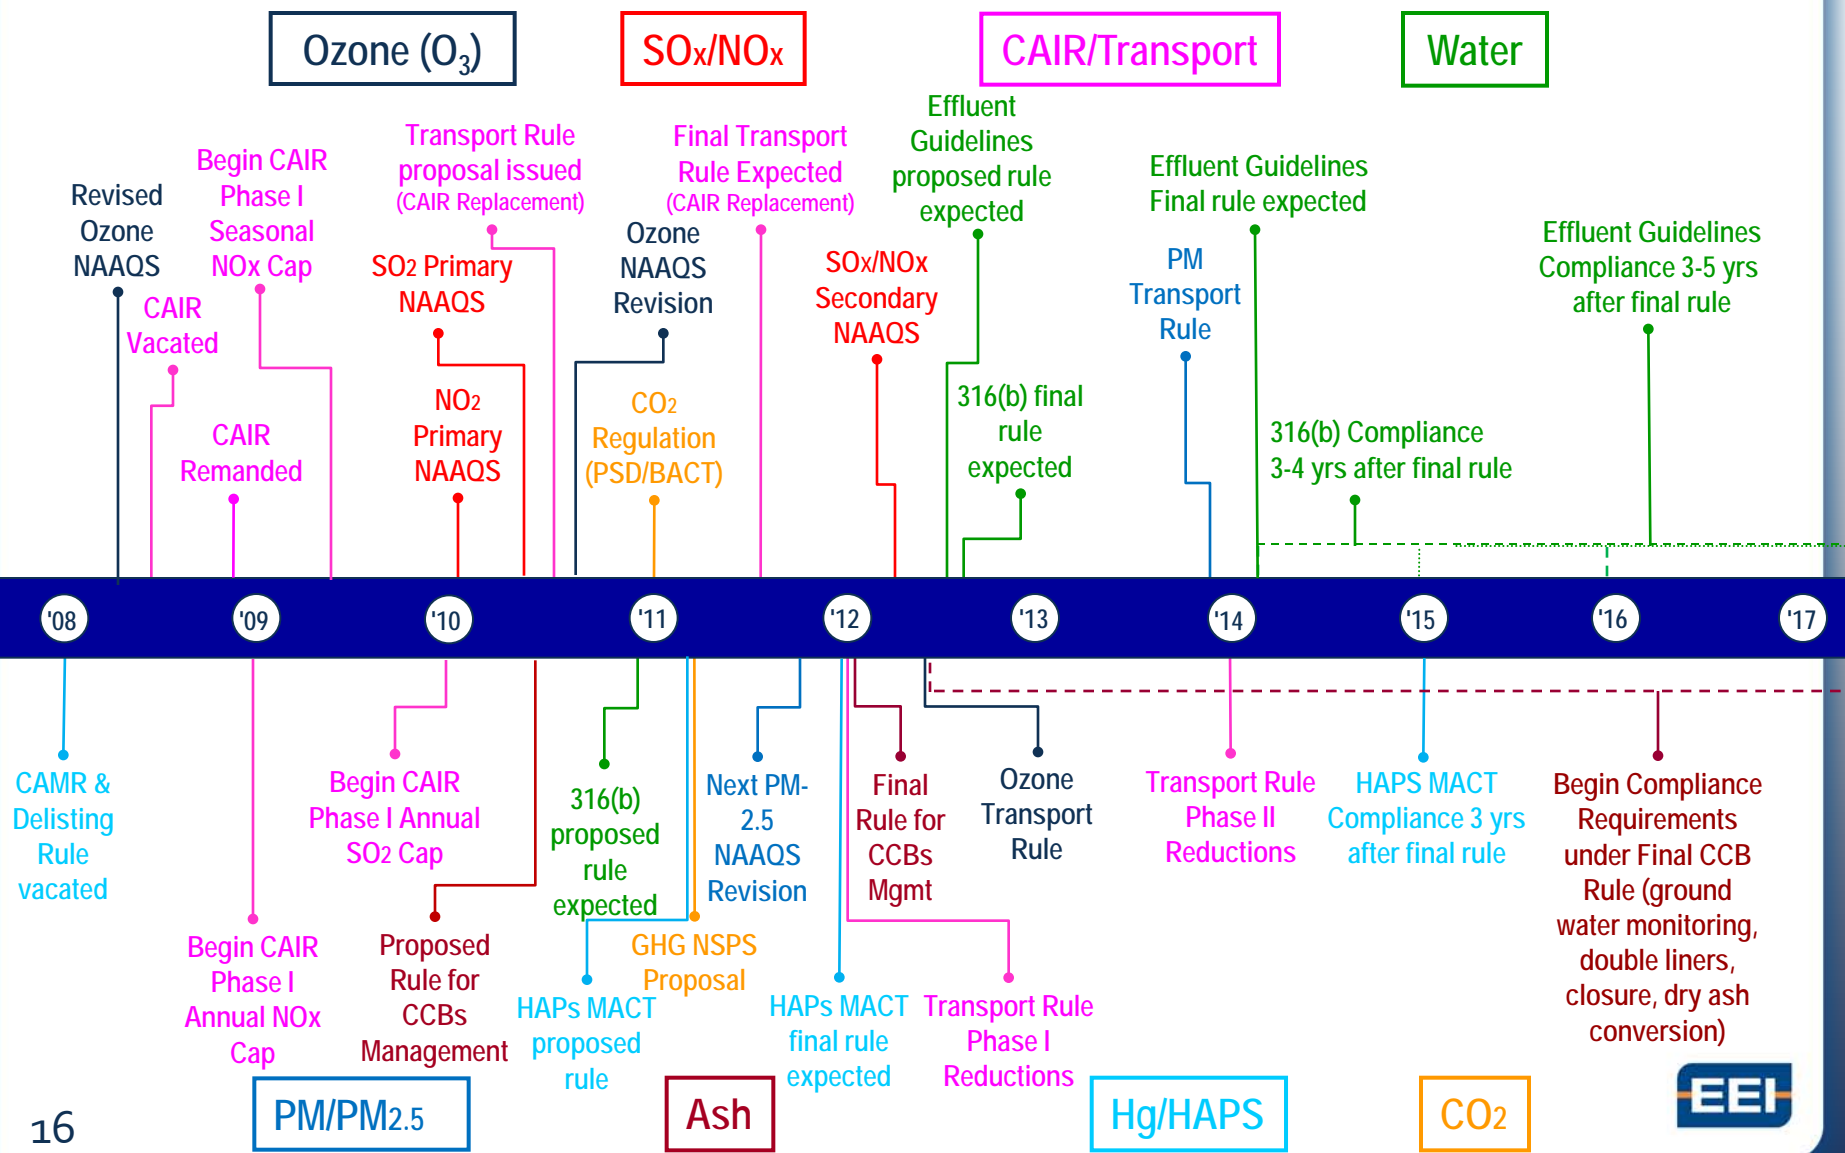 Ozone (O3)
SOx/NOx
CAIR/Transport
Water
Revised
Ozone
NAAQS
CAIR
Vacated
Begin CAIR
Phase I
Seasonal
NOx Cap
CAIR
Remanded
Transport Rule
proposal issued
(CAIR Replacement)
SO2 Primary
NAAQS
NO2
Primary
NAAQS
Ozone
NAAQS
Revision
CO2
Regulation
(PSD/BACT)
Final Transport
Rule Expected
(CAIR Replacement)
SOx/NOx
Secondary
NAAQS
Effluent
Guidelines
proposed rule
expected
316(b) final
rule
expected
PM
Transport
Rule
Effluent Guidelines
Final rule expected
316(b) Compliance
3-4 yrs after final rule
Effluent Guidelines
Compliance 3-5 yrs
after final rule
'08
'09
'10
'11
'12
'13
'14
'15
'16
'17
CAMR &
Delisting
Rule
vacated
Begin CAIR
Phase I
Annual NOx
Cap
Begin CAIR
Phase I Annual
SO2 Cap
Proposed
Rule for
CCBs
Management
316(b)
proposed
rule
expected
HAPs MACT
proposed
rule
GHG NSPS
Proposal
Next PM-
2.5
NAAQS
Revision
HAPs MACT
final rule
expected
Final
Rule for
CCBs
Mgmt
Transport Rule
Phase I
Reductions
Ozone
Transport
Rule
Transport Rule
Phase II
Reductions
HAPS MACT
Compliance 3 yrs
after final rule
Begin Compliance
Requirements
under Final CCB
Rule (ground
water monitoring,
double liners,
closure, dry ash
conversion)
PM/PM2.5
Ash
Hg/HAPS
CO2
EEI
16